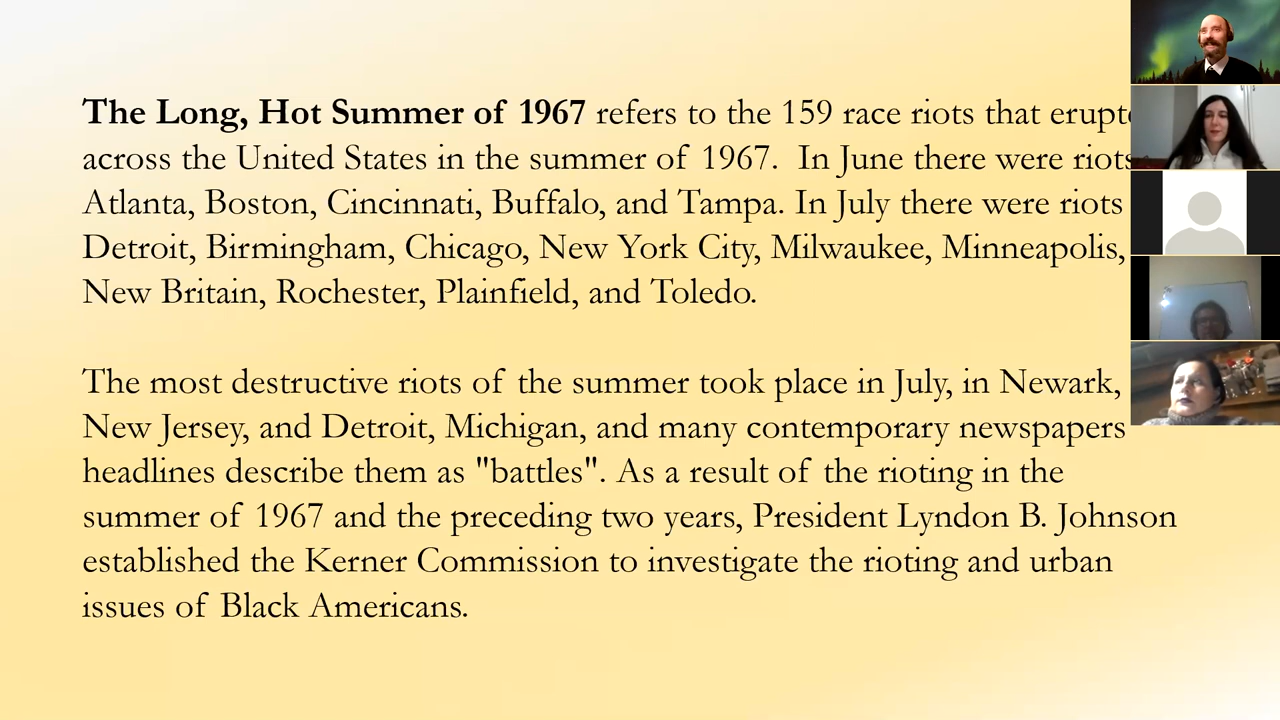 The Long, Hot Summer of 1967 refers to the 159 race riots that
across the United States in the summer of 1967. In June there were riots
Atlanta, Boston, Cincinnati, Buffalo, and Tampa. In July there were riots
Detroit, Birmingham, Chicago, New York City, Milwaukee, Minneapolis,
New Britain, Rochester, Plainfield, and Toledo.
The most destructive riots of the summer took place in July, in Newark,
New Jersey, and Detroit, Michigan, and many contemporary newspapers
headlines describe them as "battles". As a result of the rioting in the
summer of 1967 and the preceding two years, President Lyndon B. Johnson
established the Kerner Commission to investigate the rioting and urban
issues of Black Americans.